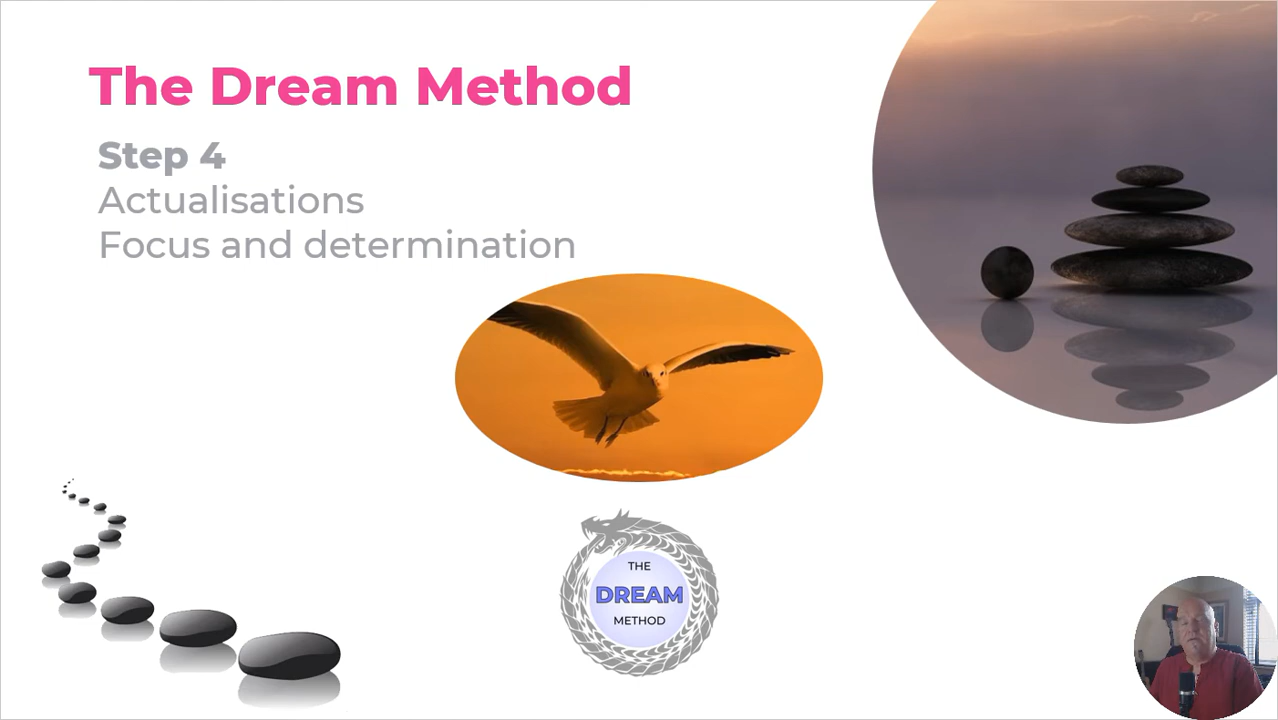 The Dream Method
Step 4
Actualisations
Focus and determination
THE
DREAM
METHOD